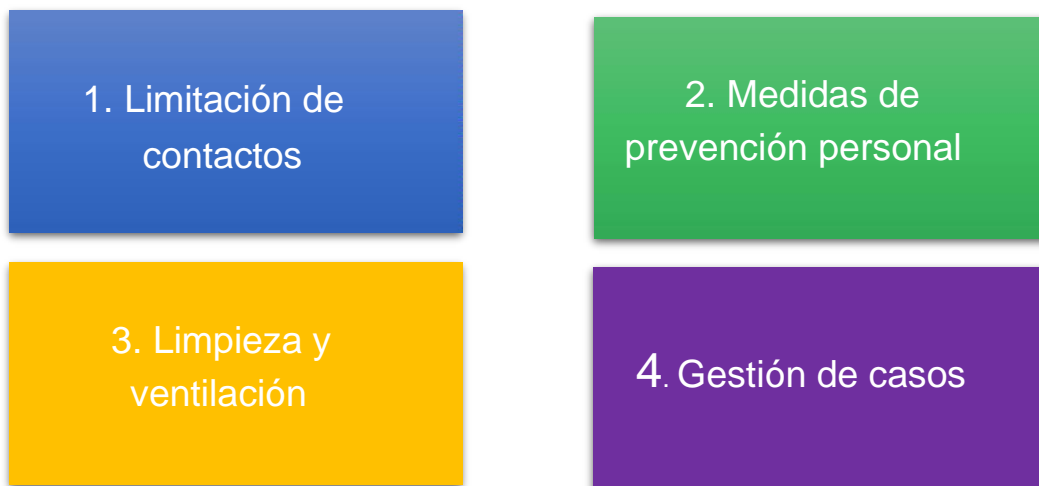 1. Limitación de
contactos
2. Medidas de
prevención personal
3. Limpieza y
ventilación
4. Gestión de casos